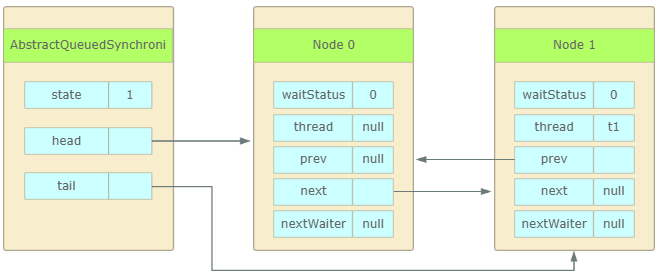 AbstractQueuedSynchroni
state 1
head
tail
Node 0
waitStatus 0
thread null
prev null
next
nextWaiter null
Node 1
waitStatus 0
thread t1
prev
next null
nextWaiter null